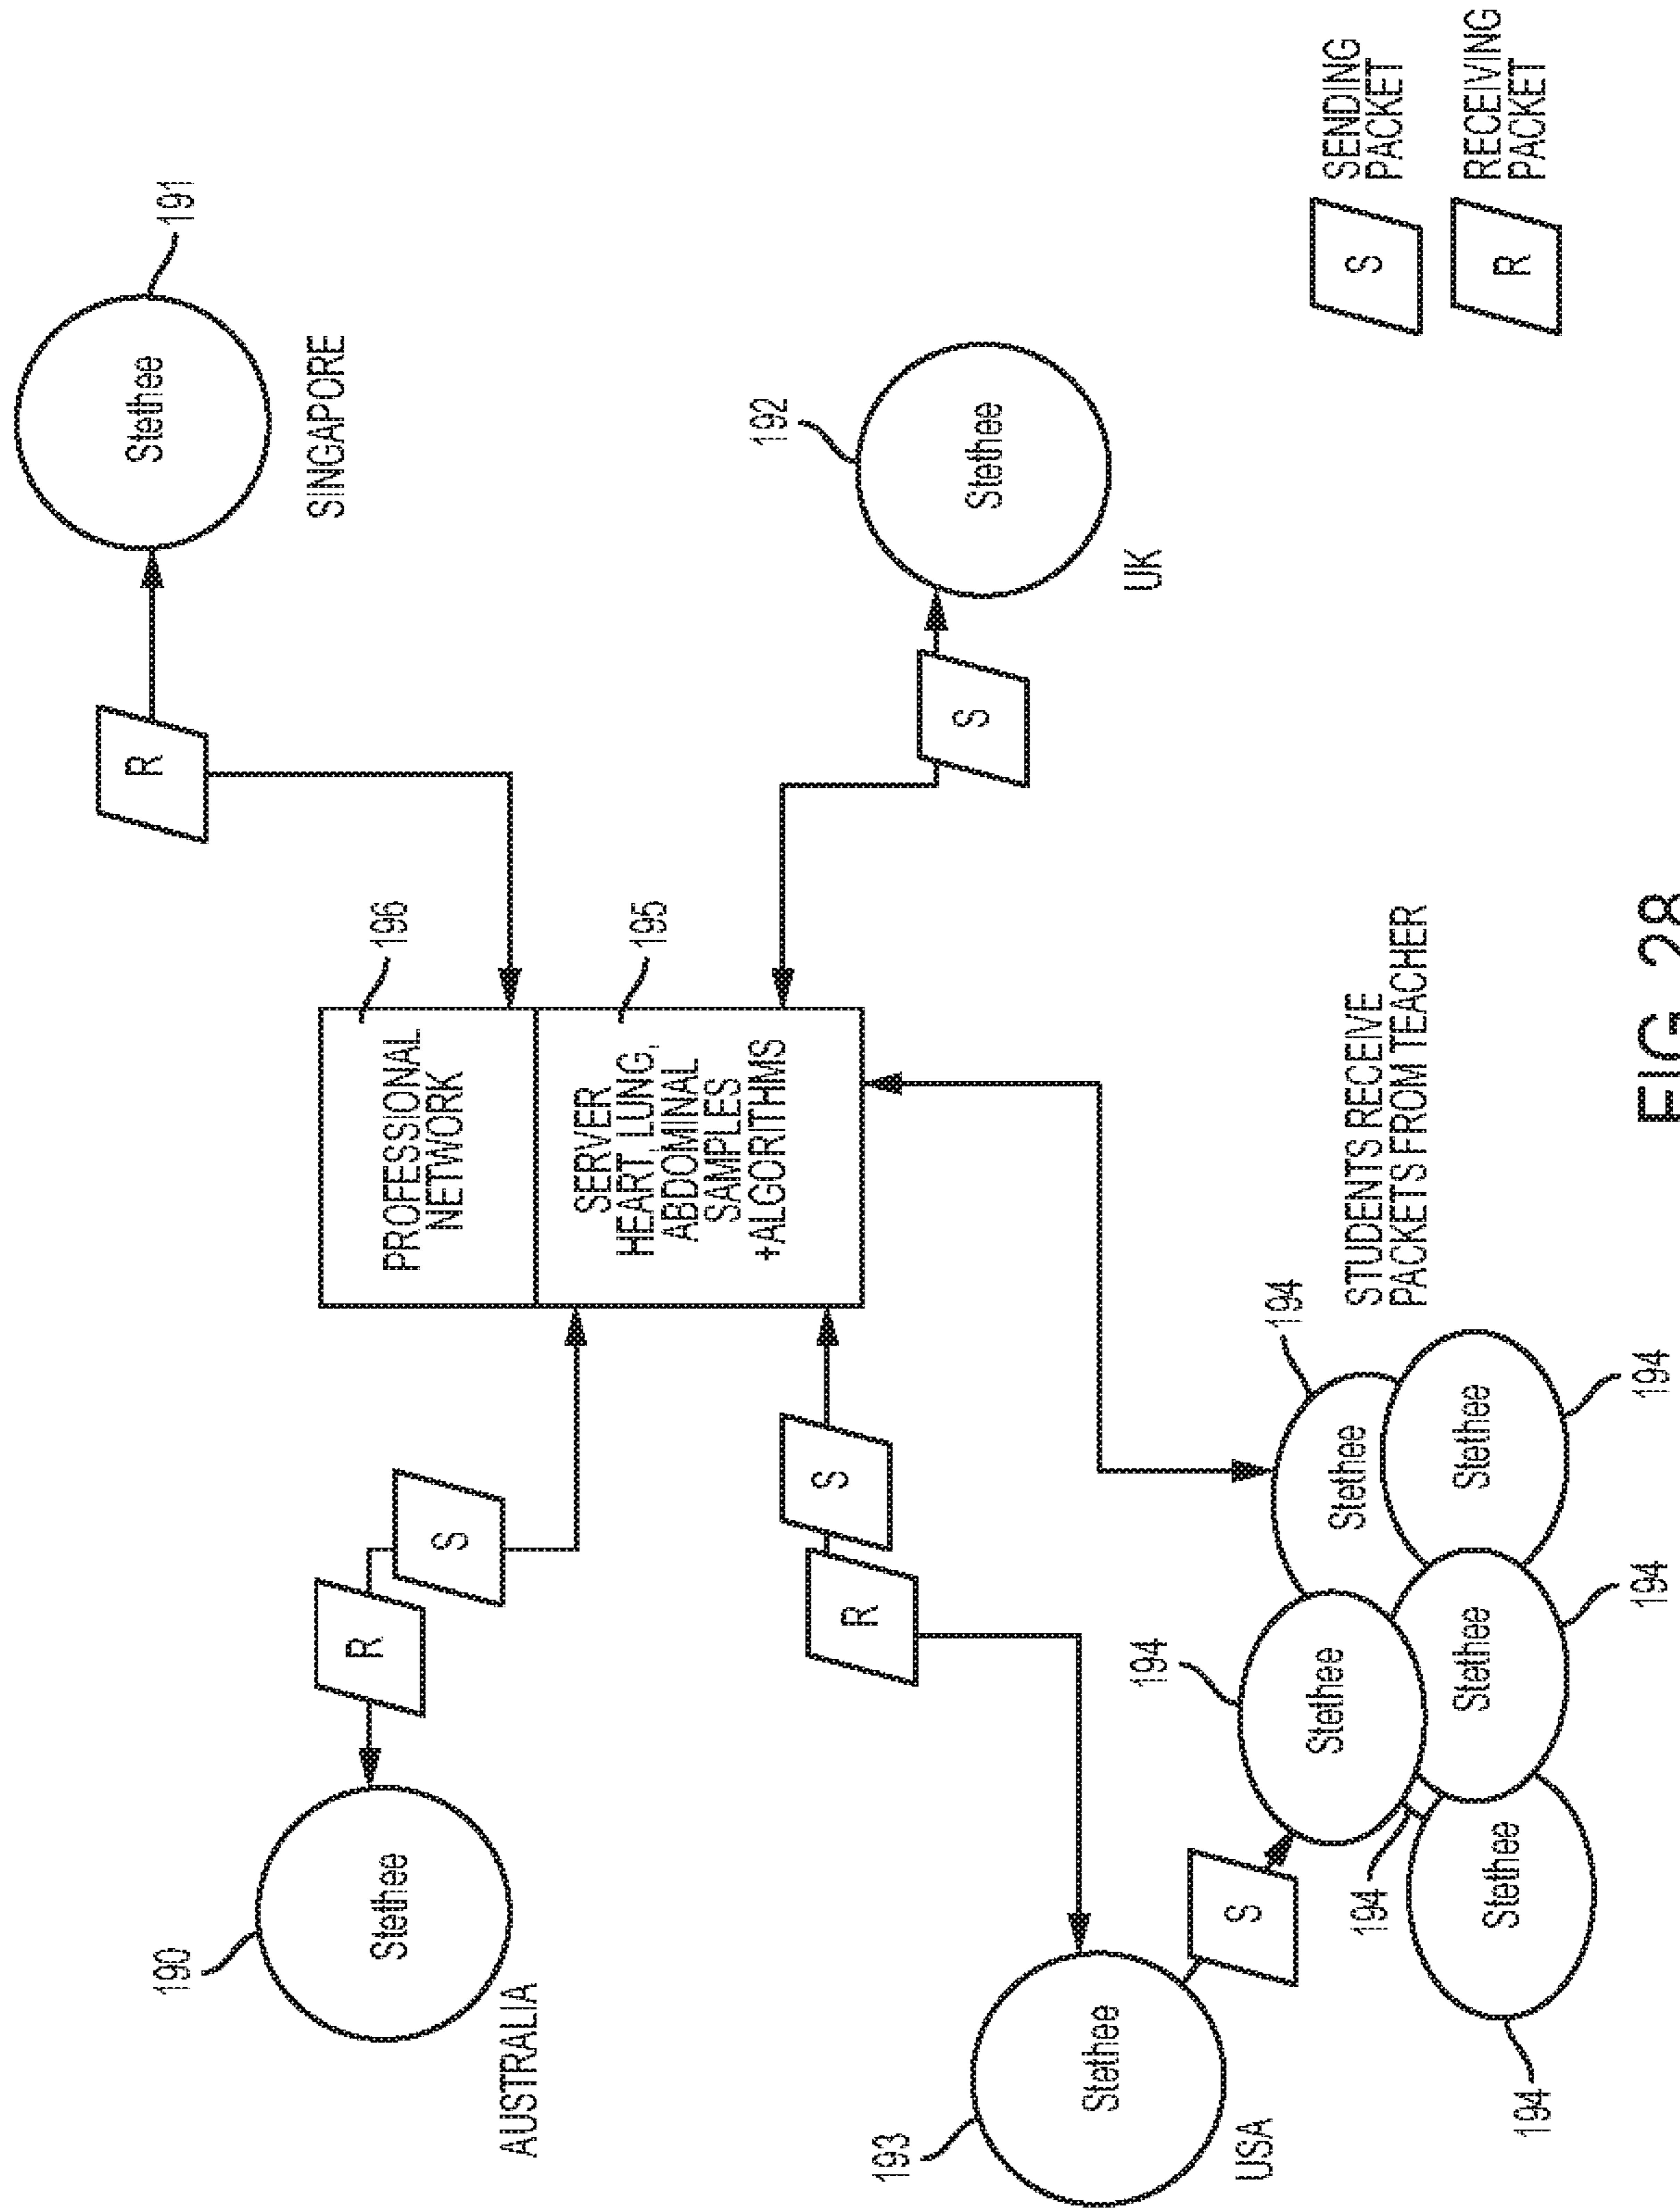 190
Stethee
AUSTRALIA
R
S
PROFESSIONAL
NETWORK
196
SERVER
HEART, LUNG,
ABDOMINAL
SAMPLES
+ALGORITHMS
195
R
Stethee
191
SINGAPORE
193
Stethee
USA
R
S
S
192
Stethee
UK
S
194
Stethee
194
Stethee
Stethee
194
Stethee
194
Stethee
194
194
STUDENTS RECEIVE
PACKETS FROM TEACHER
S
SENDING
PACKET
R
RECEIVING
PACKET
FIG. 28